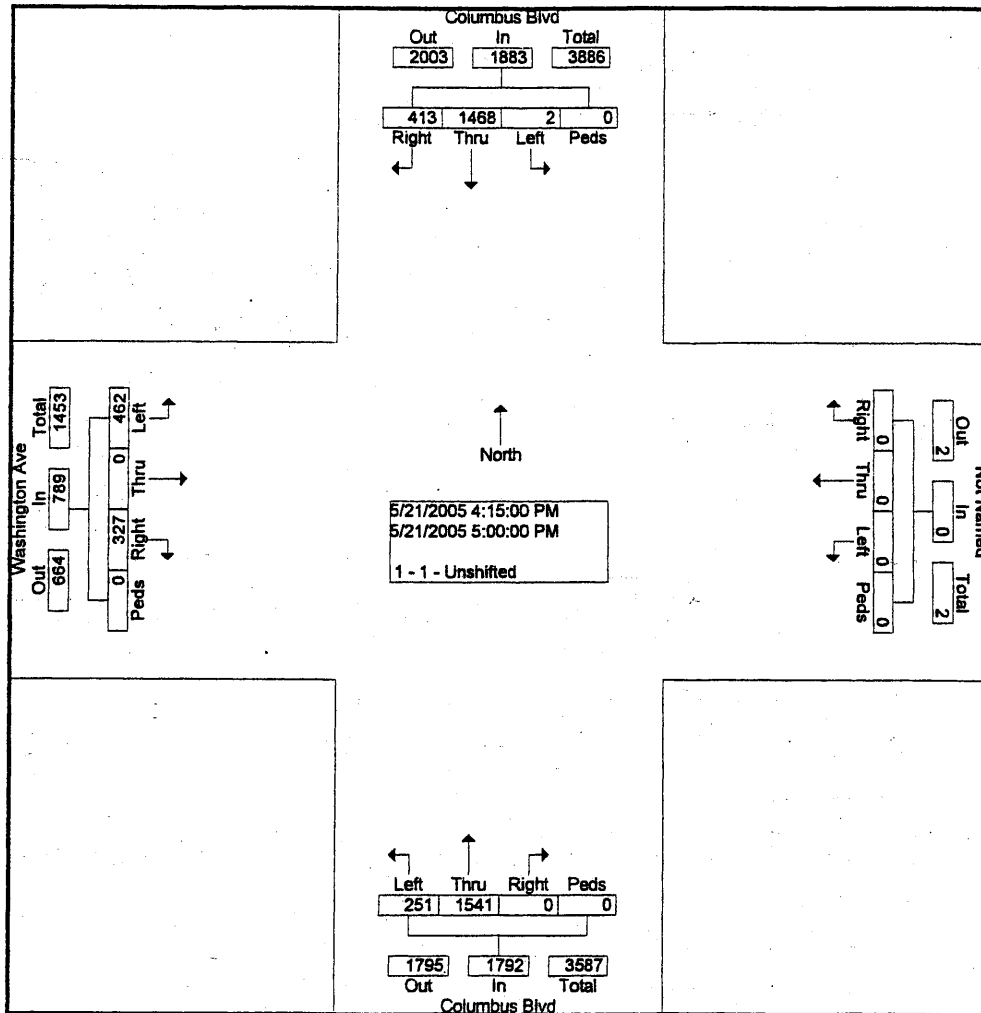 Columbus Blvd
Out In Total
2003 1883 3886
413 1468 2 0
Right Thru Left Peds
Washington Ave
Total In Out
1453 789 664
462 0 327 0
Left Thru Right Peds
North
5/21/2005 4:15:00 PM
5/21/2005 5:00:00 PM
1 - 1 - Unshifted
Right Thru Left Peds
0 0 0 0
Out In Total
2 0 2
Left Thru Right Peds
251 1541 0 0
1795 1792 3587
Out In Total
Columbus Blvd